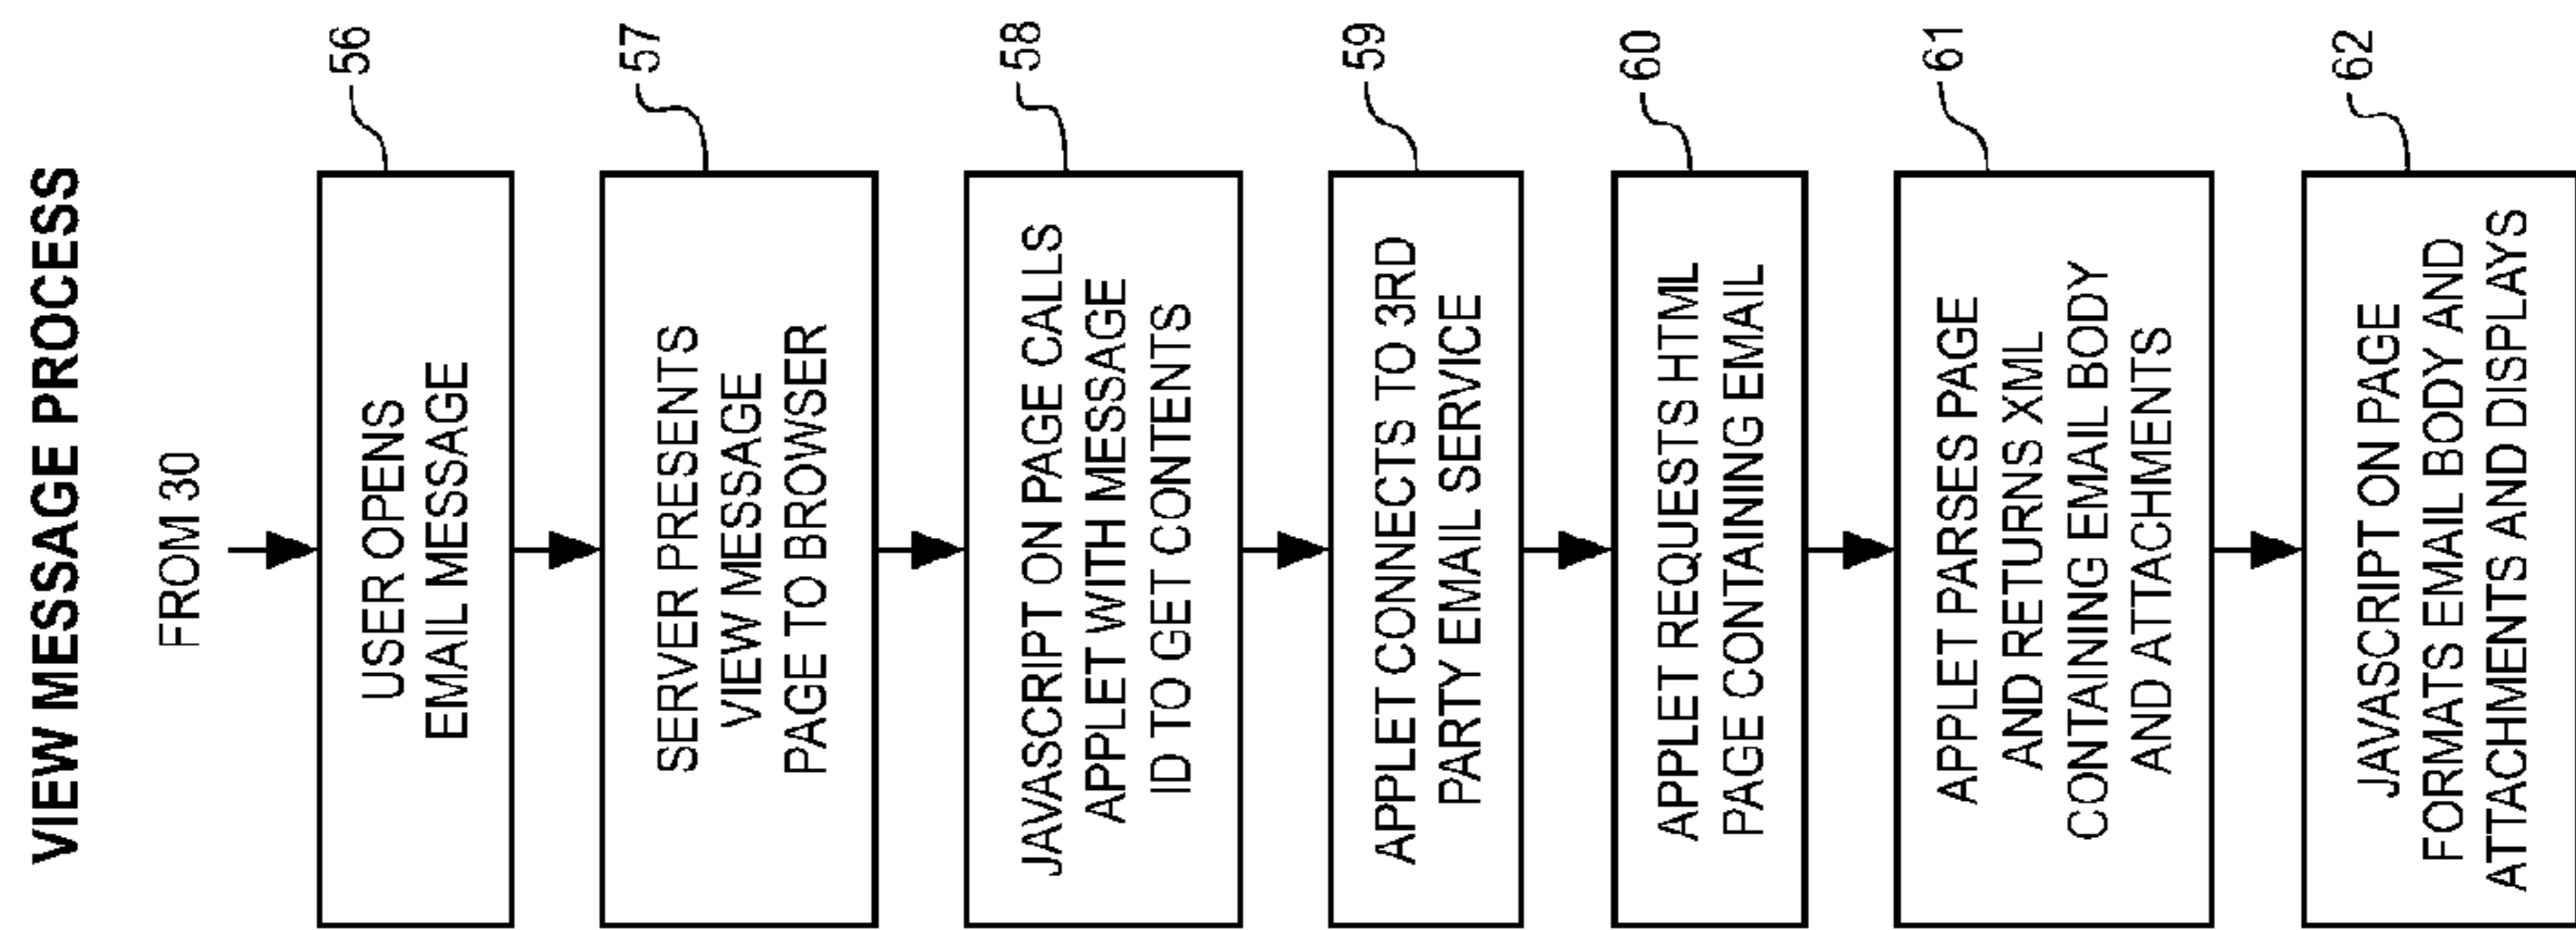 VIEW MESSAGE PROCESS
FROM 30
56
USER OPENS
EMAIL MESSAGE
57
SERVER PRESENTS
VIEW MESSAGE
PAGE TO BROWSER
58
JAVASCRIPT ON PAGE CALLS
APPLET WITH MESSAGE
ID TO GET CONTENTS
59
APPLET CONNECTS TO 3RD
PARTY EMAIL SERVICE
60
APPLET REQUESTS HTML
PAGE CONTAINING EMAIL
61
APPLET PARSES PAGE
AND RETURNS XML
CONTAINING EMAIL BODY
AND ATTACHMENTS
62
JAVASCRIPT ON PAGE
FORMATS EMAIL BODY AND
ATTACHMENTS AND DISPLAYS